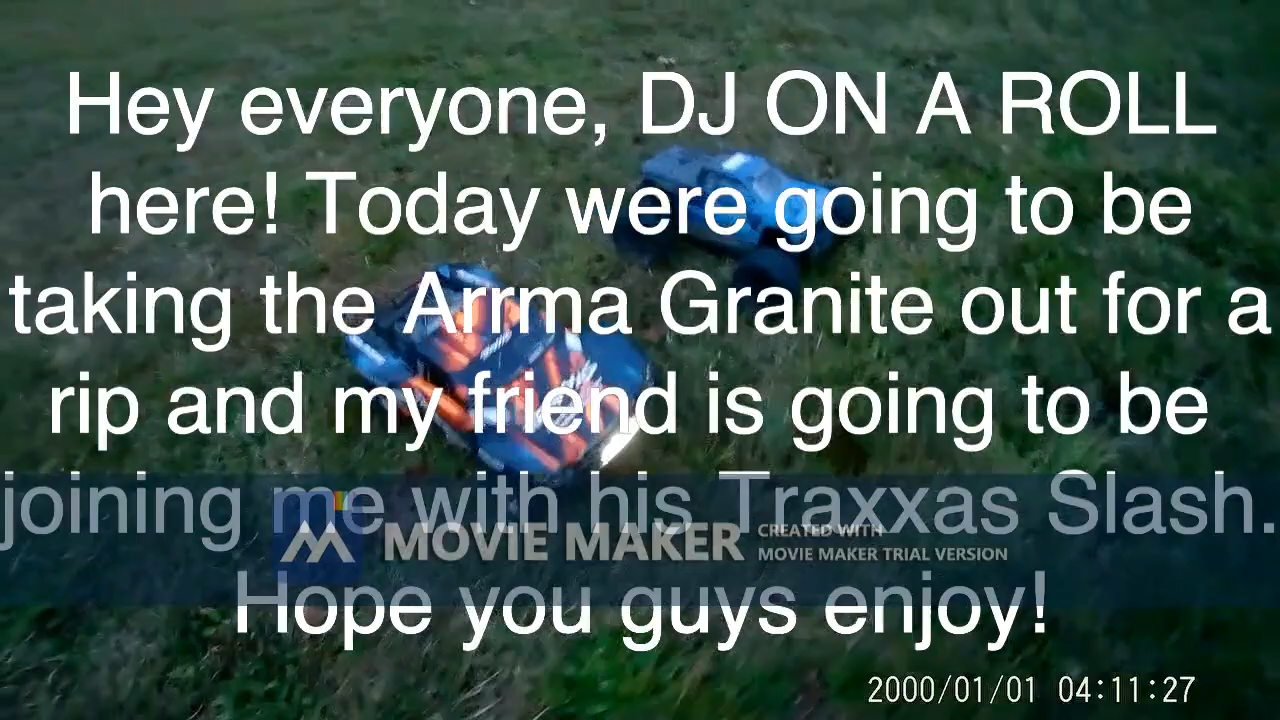 Hey everyone, DJ ON A ROLL
here! Today were going to be
taking the Arrma Granite out for a
rip and my friend is going to be
joining me with his Traxxas Slash.
MOVIE MAKER
CREATED WITH
MOVIE MAKER TRIAL VERSION
Hope you guys enjoy!
2000/01/01 04:11:27